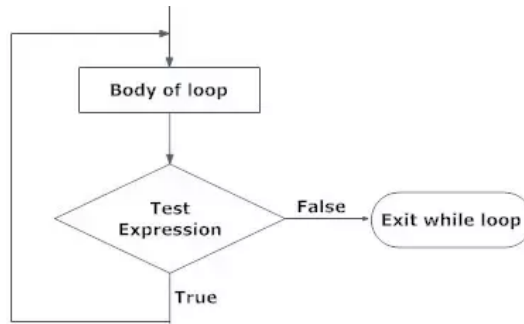 Body of loop
Test
Expression
False
Exit while loop
True